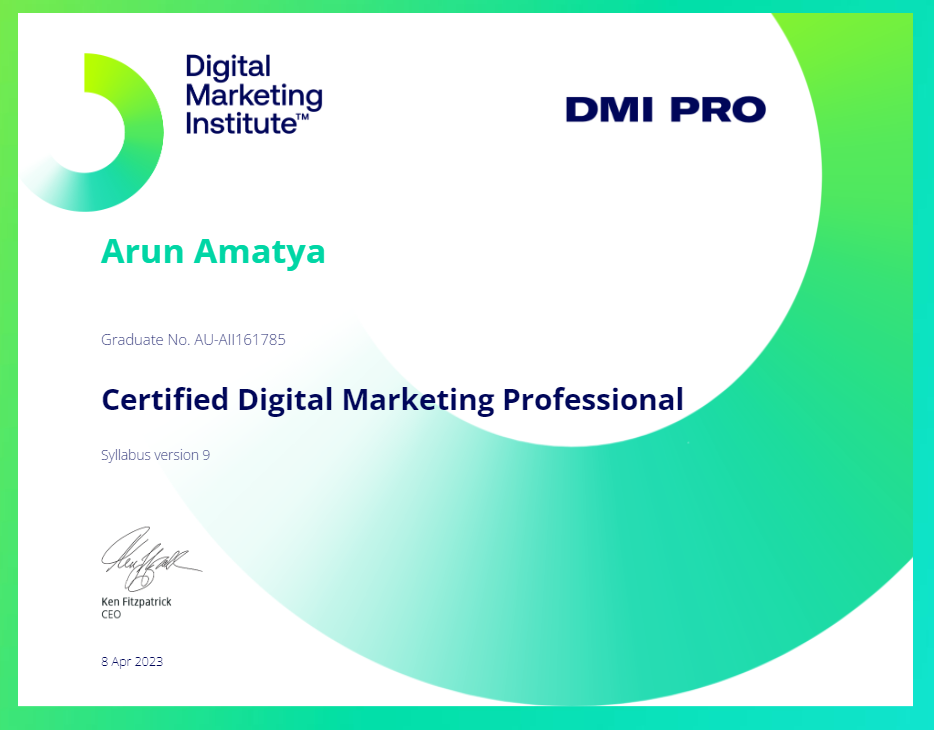 Digital
Marketing
Institute™
DMI PRO
Arun Amatya
Graduate No. AU-AII161785
Certified Digital Marketing Professional
Syllabus version 9
Ken Fitzpatrick
CEO
8 Apr 2023